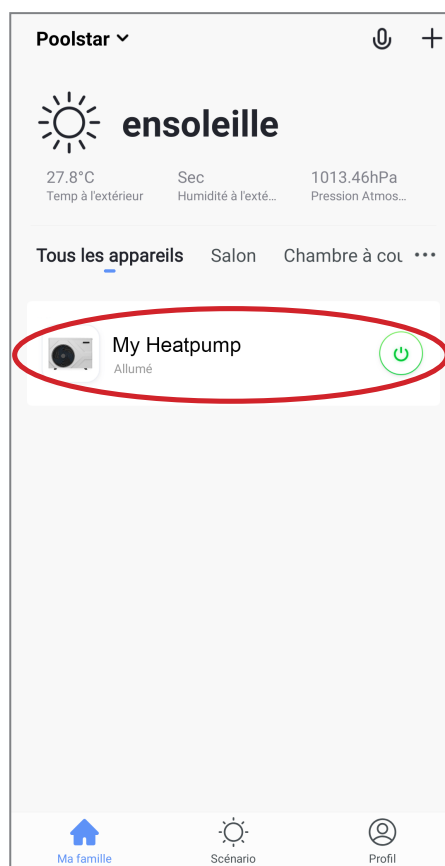 Poolstar
ensoleille
27.8°C Sec 1013.46hPa
Temp à l'extérieur Humidité à l'exté... Pression Atmos...
Tous les appareils Salon Chambre à cou
My Heatpump
Allumé
Ma famille Scénario Profil